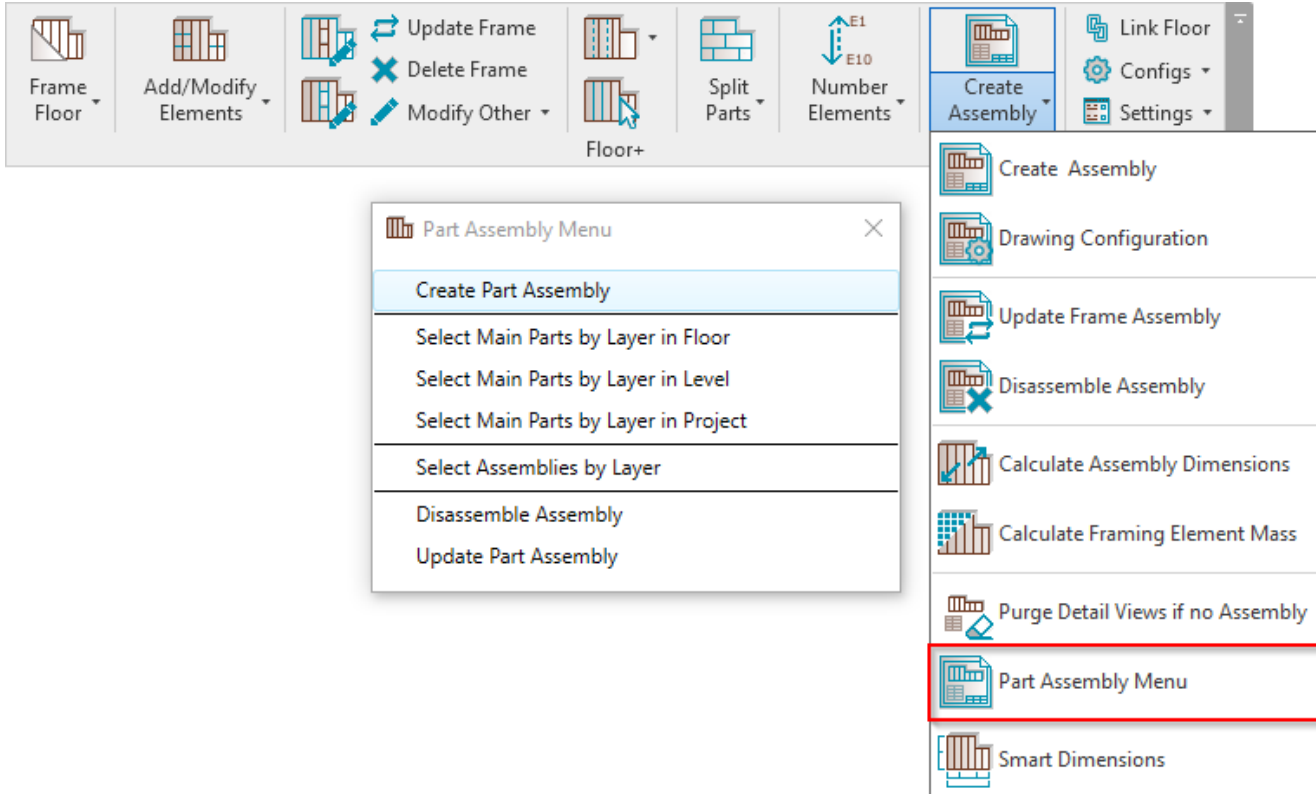 Frame
Floor
Add/Modify
Elements
Update Frame
Delete Frame
Modify Other
Split
Parts
E1
E10
Number
Elements
Create
Assembly
Link Floor
Configs
Settings
Floor+
Create Assembly
Drawing Configuration
Update Frame Assembly
Disassemble Assembly
Calculate Assembly Dimensions
Calculate Framing Element Mass
Purge Detail Views if no Assembly
Part Assembly Menu
Smart Dimensions
Part Assembly Menu
Create Part Assembly
Select Main Parts by Layer in Floor
Select Main Parts by Layer in Level
Select Main Parts by Layer in Project
Select Assemblies by Layer
Disassemble Assembly
Update Part Assembly